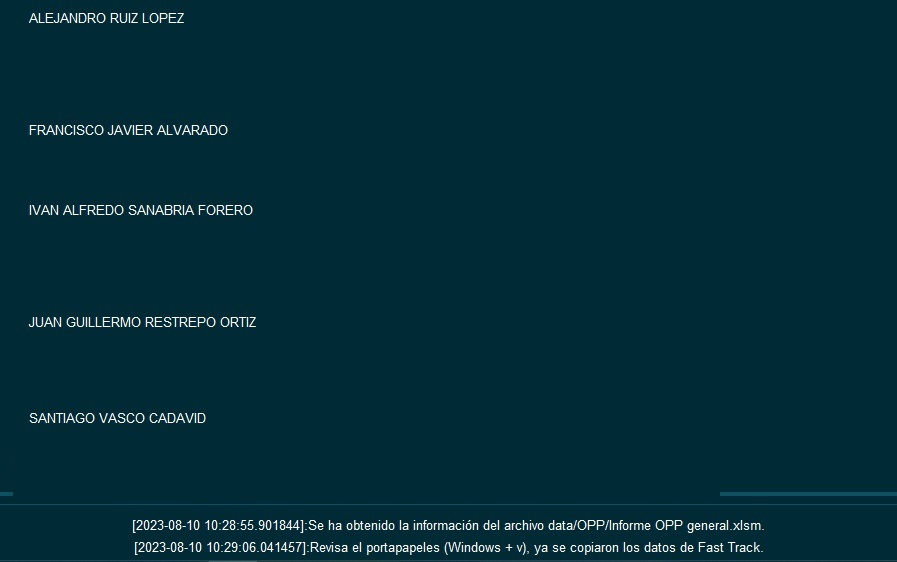 ALEJANDRO RUIZ LOPEZ
FRANCISCO JAVIER ALVARADO
IVAN ALFREDO SANABRIA FORERO
JUAN GUILLERMO RESTREPO ORTIZ
SANTIAGO VASCO CADAVID
[2023-08-10 10:28:55.901844]:Se ha obtenido la información del archivo data/OPP/Informe OPP general.xlsm.
[2023-08-10 10:29:06.041457]:Revisa el portapapeles (Windows + v), ya se copiaron los datos de Fast Track.